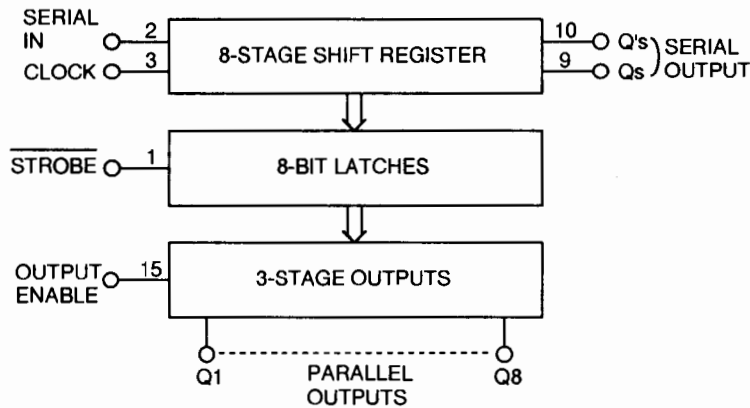 SERIAL
IN
2
CLOCK
3
8-STAGE SHIFT REGISTER
10
Q's
9
Qs
SERIAL
OUTPUT
STROBE
1
8-BIT LATCHES
OUTPUT
ENABLE
15
3-STAGE OUTPUTS
Q1
PARALLEL
OUTPUTS
Q8